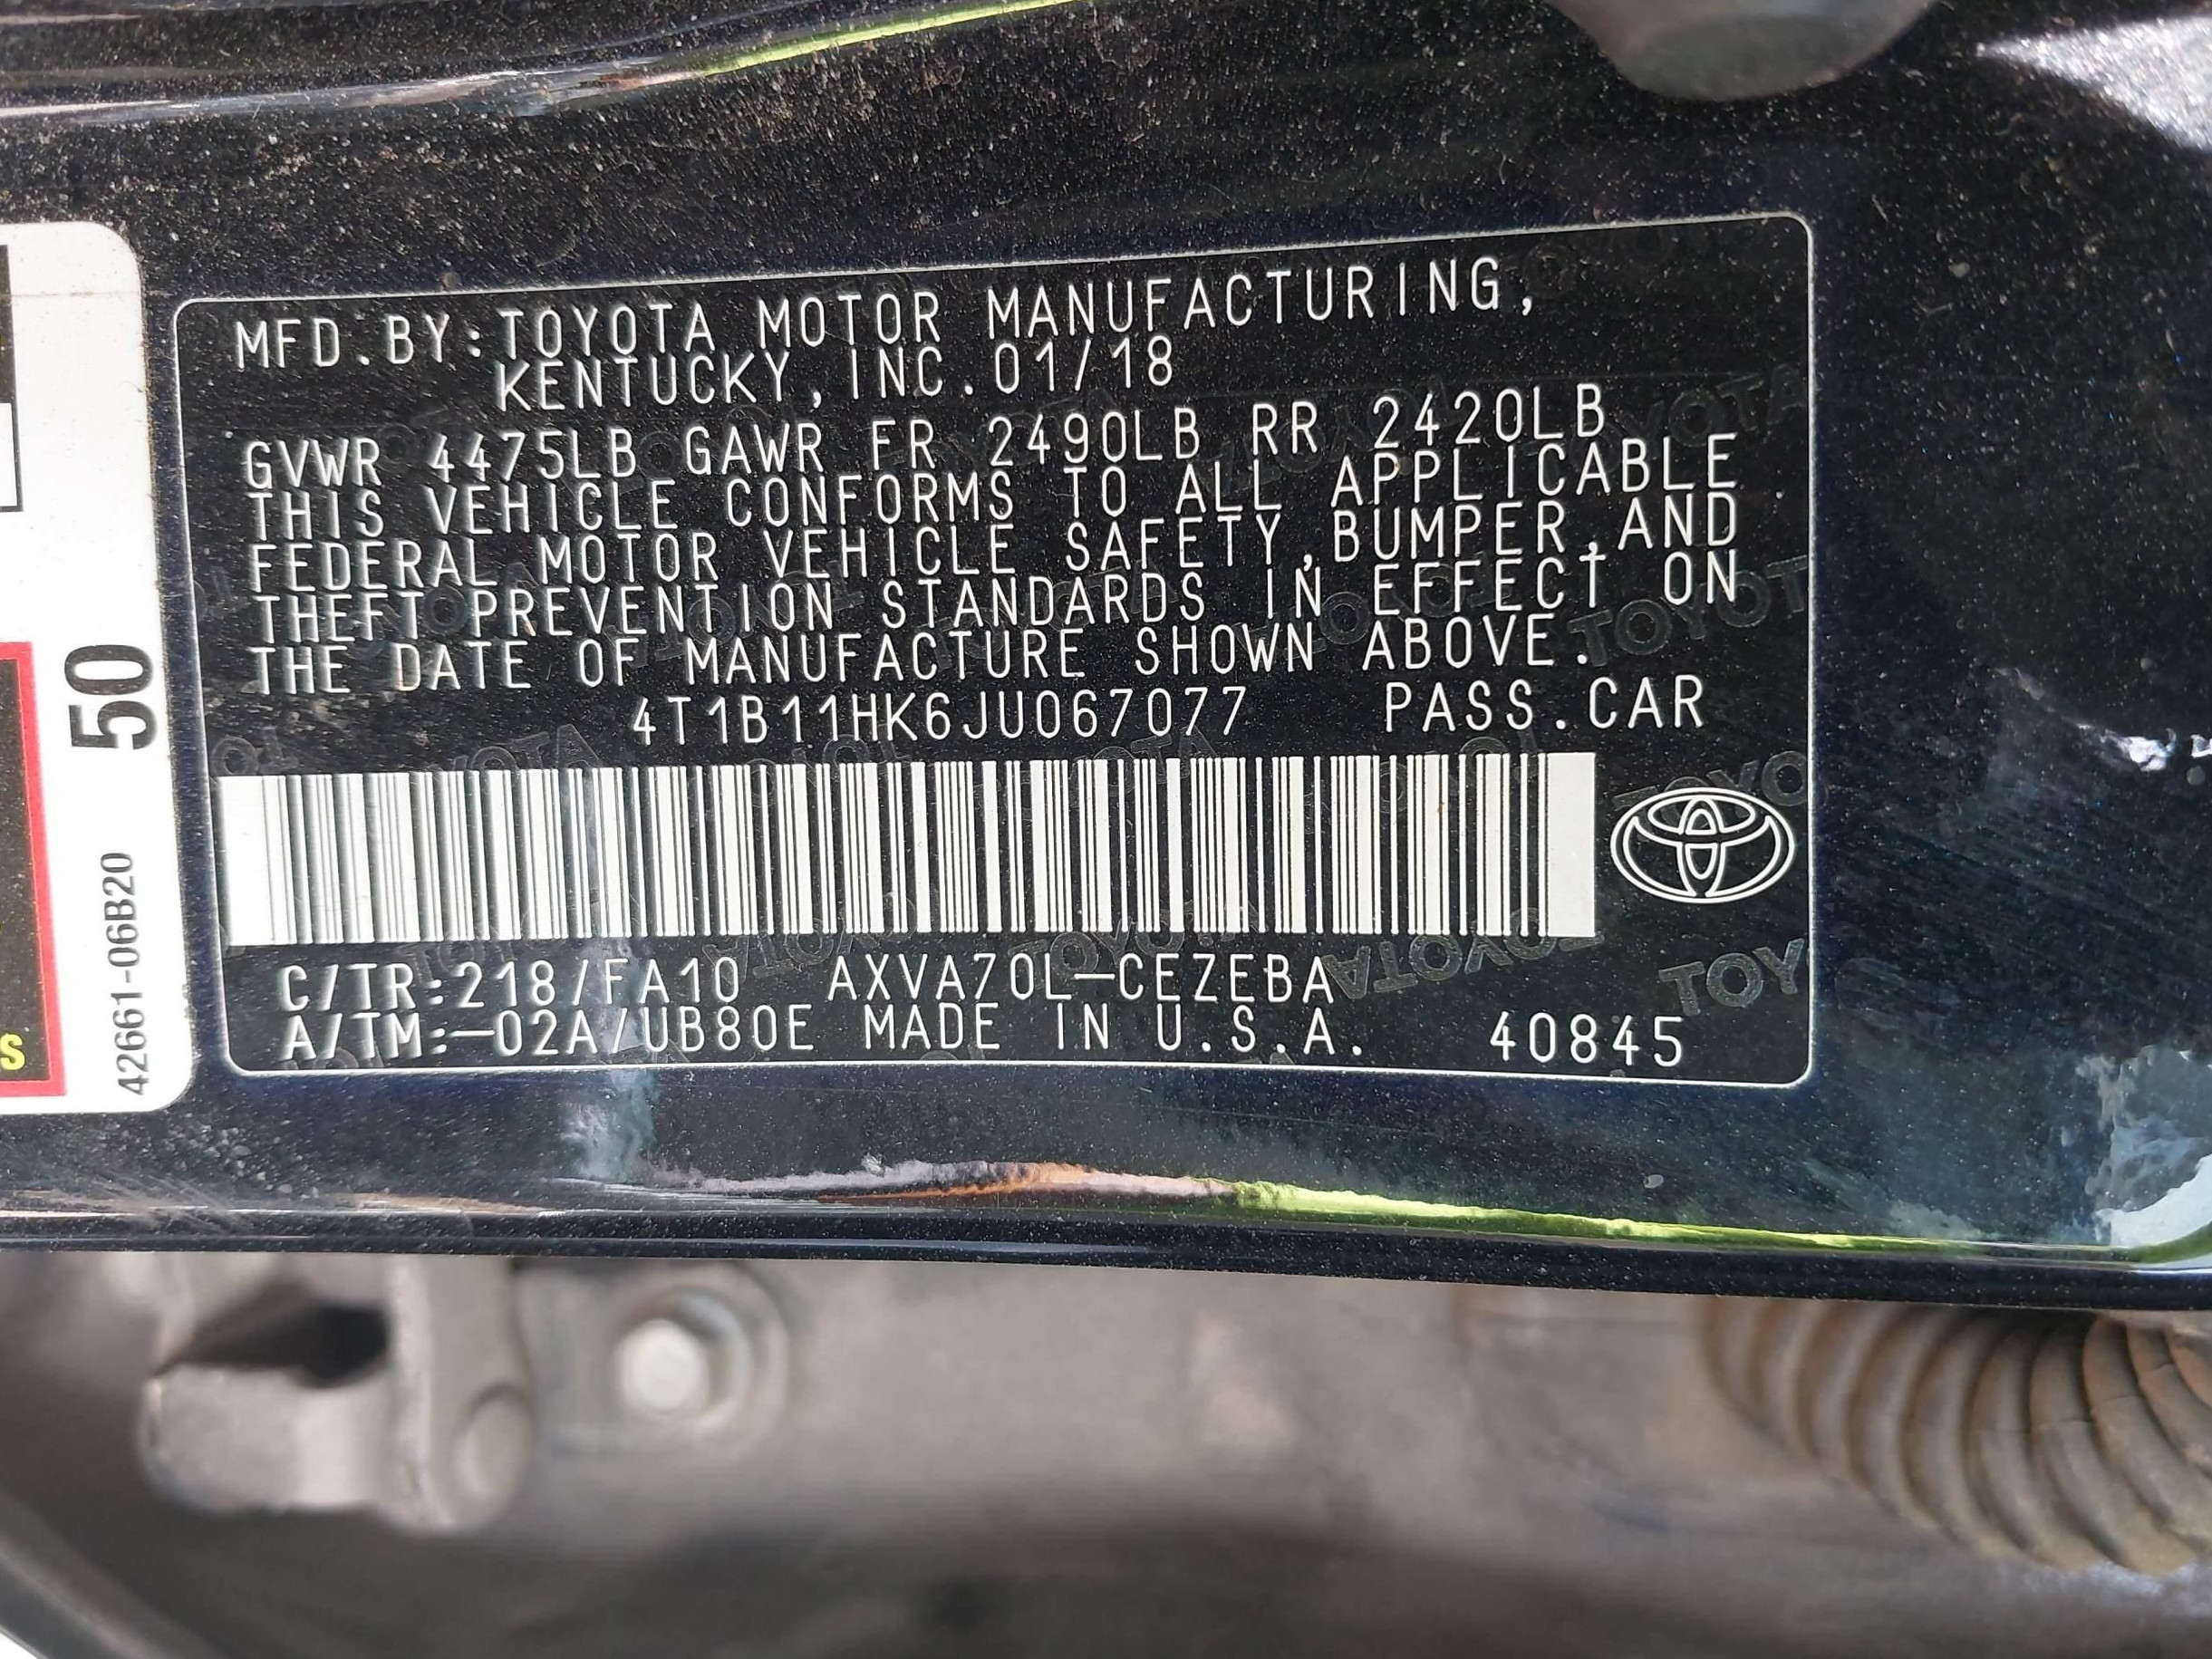 MFD.BY:TOYOTA MOTOR MANUFACTURING,
KENTUCKY,INC.01/18
GVWR 4475LB GAWR FR 2490LB RR 2420LB
THIS VEHICLE CONFORMS TO ALL APPLICABLE
FEDERAL MOTOR VEHICLE SAFETY,BUMPER,AND
THEFT PREVENTION STANDARDS IN EFFECT ON
THE DATE OF MANUFACTURE SHOWN ABOVE.
4T1B11HK6JU067077 PASS.CAR
C/TR:218/FA10 AXVA70L-CEZEBA
A/TM:-02A/UB80E MADE IN U.S.A. 40845
50
42661-06B20
S